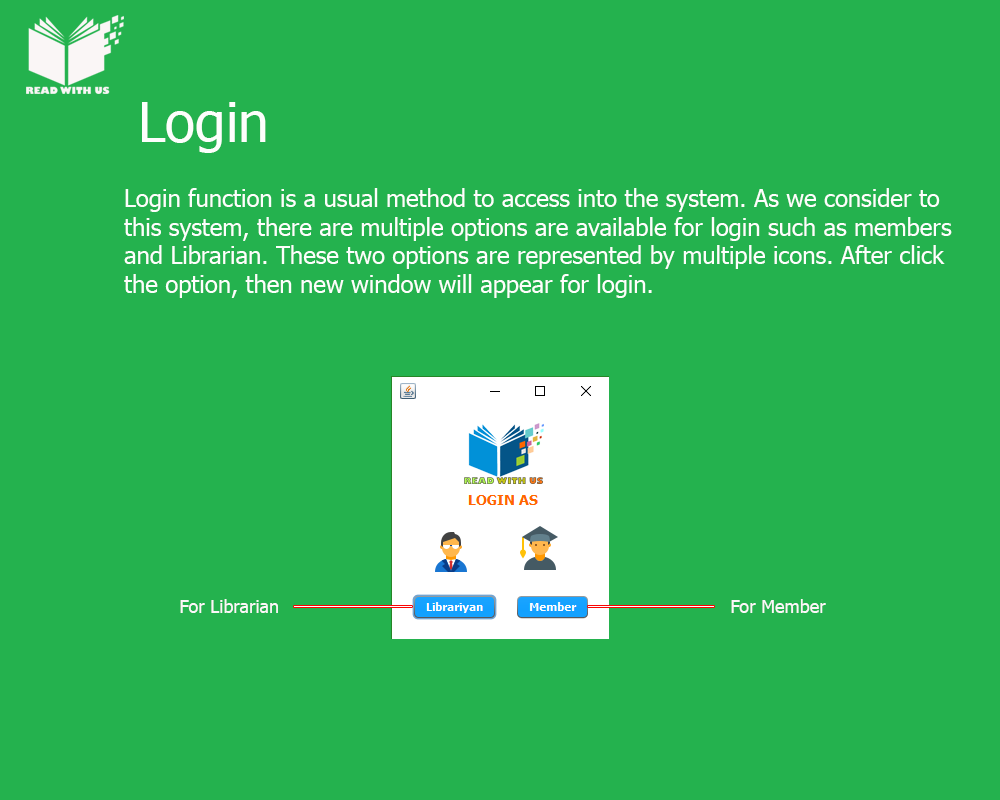 READ WITH US
Login
Login function is a usual method to access into the system. As we consider to
this system, there are multiple options are available for login such as members
and Librarian. These two options are represented by multiple icons. After click
the option, then new window will appear for login.
READ WITH US
LOGIN AS
For Librarian
Librariyan
Member
For Member